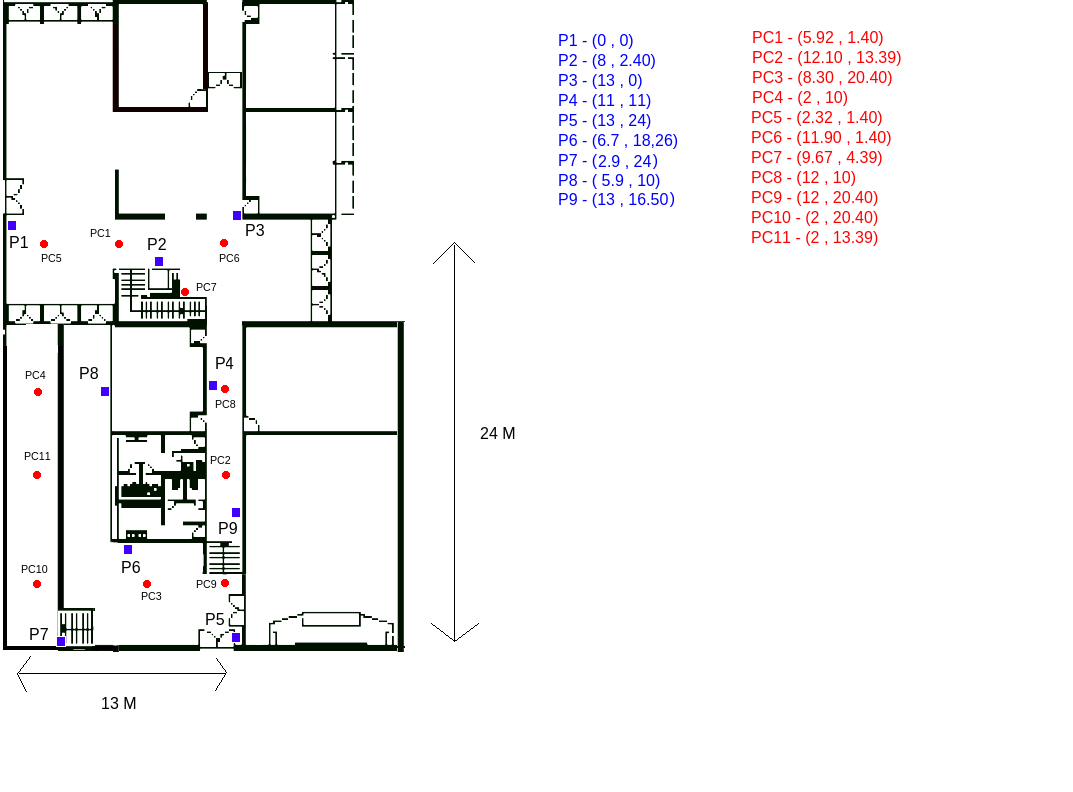 P1 - (0 , 0)
P2 - (8 , 2.40)
P3 - (13 , 0)
P4 - (11 , 11)
P5 - (13 , 24)
P6 - (6.7 , 18,26)
P7 - (2.9 , 24)
P8 - ( 5.9 , 10)
P9 - (13 , 16.50)
PC1 - (5.92 , 1.40)
PC2 - (12.10 , 13.39)
PC3 - (8.30 , 20.40)
PC4 - (2 , 10)
PC5 - (2.32 , 1.40)
PC6 - (11.90 , 1.40)
PC7 - (9.67 , 4.39)
PC8 - (12 , 10)
PC9 - (12 , 20.40)
PC10 - (2 , 20.40)
PC11 - (2 , 13.39)
P1
PC5
PC1
P2
P3
PC6
PC7
P4
PC4
P8
PC8
PC11
PC2
P9
P6
PC10
PC3
PC9
P5
P7
24 M
13 M